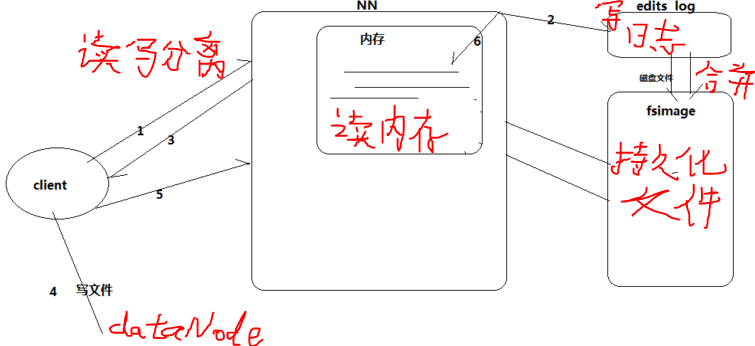 NN
edits_log
写
日志
2
内存
6
读写分离
磁盘文件
合并
fsimage
1
3
读内存
持久化
文件
client
5
4 写文件
dataNode